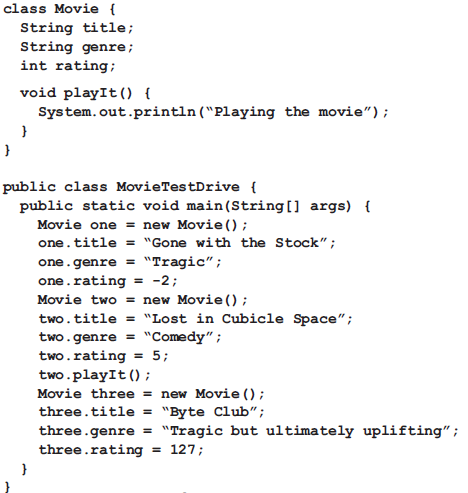 class Movie {
  String title;
  String genre;
  int rating;
  void playIt() {
    System.out.println(“Playing the movie”);
  }
}
public class MovieTestDrive {
  public static void main(String[] args) {
    Movie one = new Movie();
    one.title = “Gone with the Stock”;
    one.genre = “Tragic”;
    one.rating = -2;
    Movie two = new Movie();
    two.title = “Lost in Cubicle Space”;
    two.genre = “Comedy”;
    two.rating = 5;
    two.playIt();
    Movie three = new Movie();
    three.title = “Byte Club”;
    three.genre = “Tragic but ultimately uplifting”;
    three.rating = 127;
  }
}